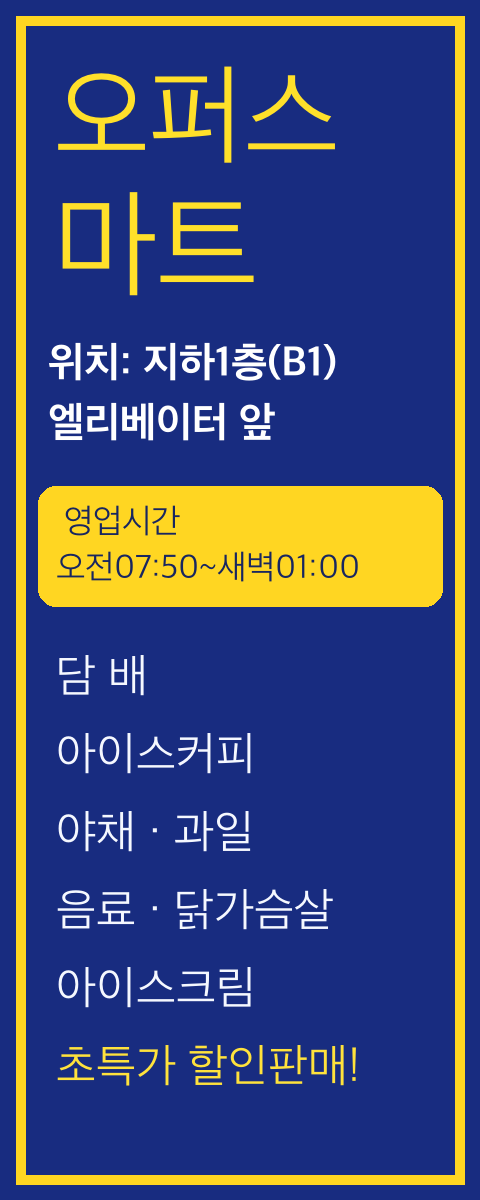 오퍼스
마트
위치: 지하1층(B1)
엘리베이터 앞
영업시간
오전07:50~새벽01:00
담 배
아이스커피
야채 · 과일
음료 · 닭가슴살
아이스크림
초특가 할인판매!